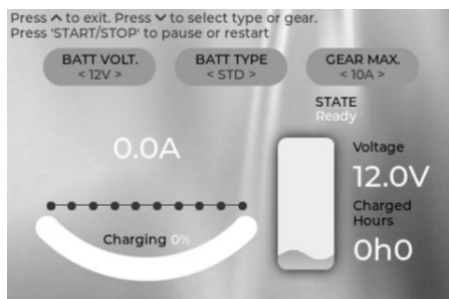 Press ^ to exit. Press ⌄ to select type or gear.
Press 'START/STOP' to pause or restart
BATT VOLT.
< 12V >
BATT TYPE
< STD >
GEAR MAX.
< 10A >
STATE
Ready
0.0A
Voltage
12.0V
Charged
Hours
0h0
Charging 0%